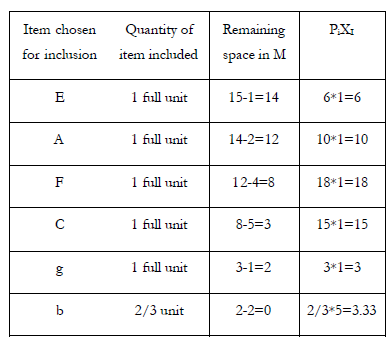 Item chosen for inclusion Quantity of item included Remaining space in M PiXI
E 1 full unit 15-1=14 6*1=6
A 1 full unit 14-2=12 10*1=10
F 1 full unit 12-4=8 18*1=18
C 1 full unit 8-5=3 15*1=15
g 1 full unit 3-1=2 3*1=3
b 2/3 unit 2-2=0 2/3*5=3.33